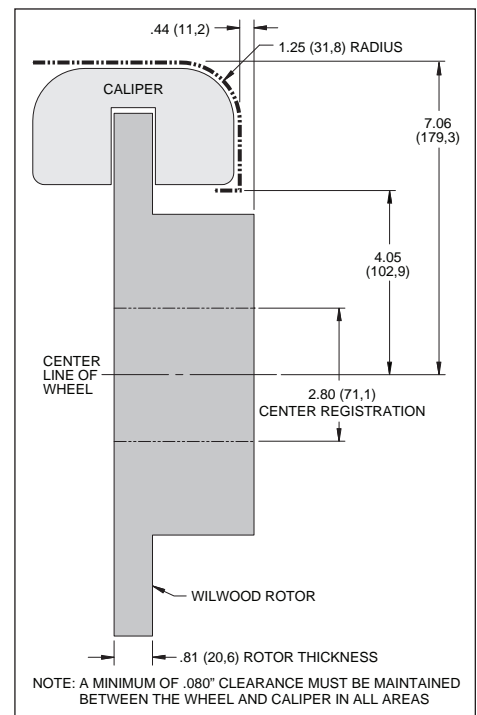 .44 (11,2)
1.25 (31,8) RADIUS
CALIPER
7.06
(179,3)
4.05
(102,9)
CENTER
LINE OF
WHEEL
2.80 (71,1)
CENTER REGISTRATION
WILWOOD ROTOR
.81 (20,6) ROTOR THICKNESS
NOTE: A MINIMUM OF .080" CLEARANCE MUST BE MAINTAINED
BETWEEN THE WHEEL AND CALIPER IN ALL AREAS